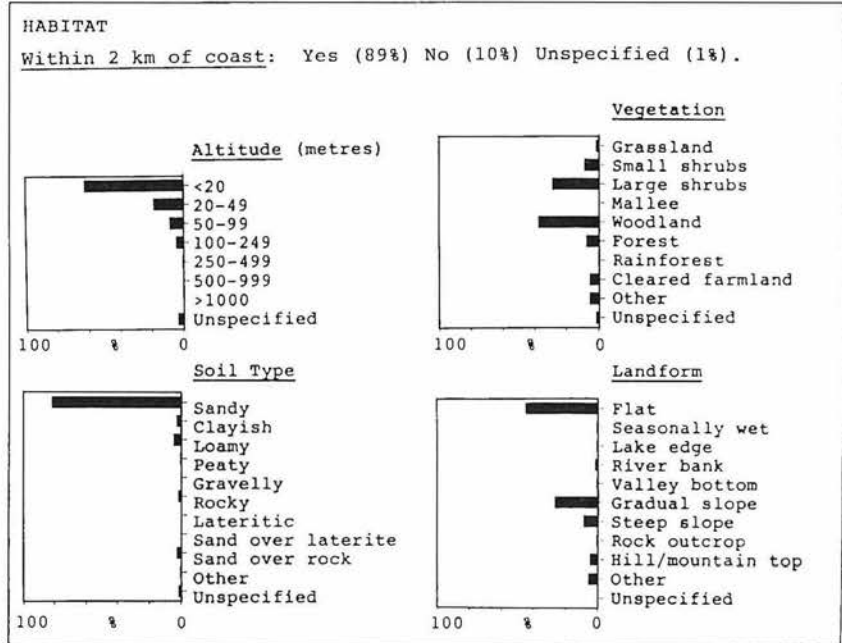 HABITAT
Within 2 km of coast: Yes (89%) No (10%) Unspecified (1%).
Altitude (metres)
<20
20-49
50-99
100-249
250-499
500-999
>1000
Unspecified
100 % 0
Vegetation
Grassland
Small shrubs
Large shrubs
Mallee
Woodland
Forest
Rainforest
Cleared farmland
Other
Unspecified
100 % 0
Soil Type
Sandy
Clayish
Loamy
Peaty
Gravelly
Rocky
Lateritic
Sand over laterite
Sand over rock
Other
Unspecified
100 % 0
Landform
Flat
Seasonally wet
Lake edge
River bank
Valley bottom
Gradual slope
Steep slope
Rock outcrop
Hill/mountain top
Other
Unspecified
100 % 0